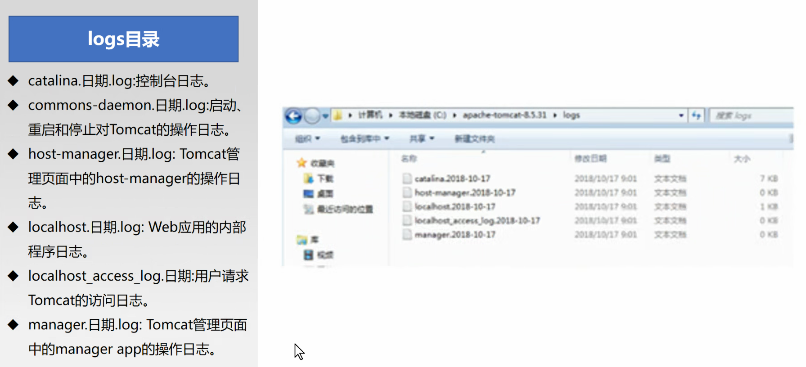 logs目录
◆ catalina.日期.log:控制台日志。
◆ commons-daemon.日期.log:启动、
重启和停止对Tomcat的操作日志。
◆ host-manager.日期.log: Tomcat管
理页面中的host-manager的操作日
志。
◆ localhost.日期.log: Web应用的内部
程序日志。
◆ localhost_access_log.日期:用户请求
Tomcat的访问日志。
◆ manager.日期.log: Tomcat管理页面
中的manager app的操作日志。
计算机 本地磁盘 (C:) apache-tomcat-8.5.31 logs 搜索 logs
组织 包含到库中 共享 新建文件夹
收藏夹
下载
桌面
最近访问的位置
库
视频
名称 修改日期 类型 大小
catalina.2018-10-17 2018/10/17 9:01 文本文档 7 KB
host-manager.2018-10-17 2018/10/17 9:01 文本文档 0 KB
localhost.2018-10-17 2018/10/17 9:01 文本文档 1 KB
localhost_access_log.2018-10-17 2018/10/17 9:01 文本文档 0 KB
manager.2018-10-17 2018/10/17 9:01 文本文档 0 KB